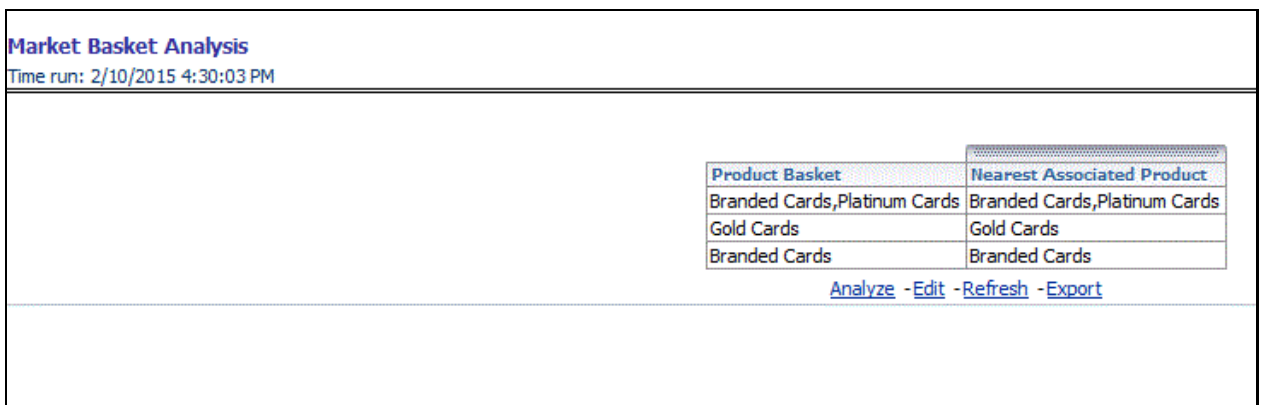 Market Basket Analysis
Time run: 2/10/2015 4:30:03 PM
Product Basket Nearest Associated Product
Branded Cards,Platinum Cards Branded Cards,Platinum Cards
Gold Cards Gold Cards
Branded Cards Branded Cards
Analyze -Edit -Refresh -Export